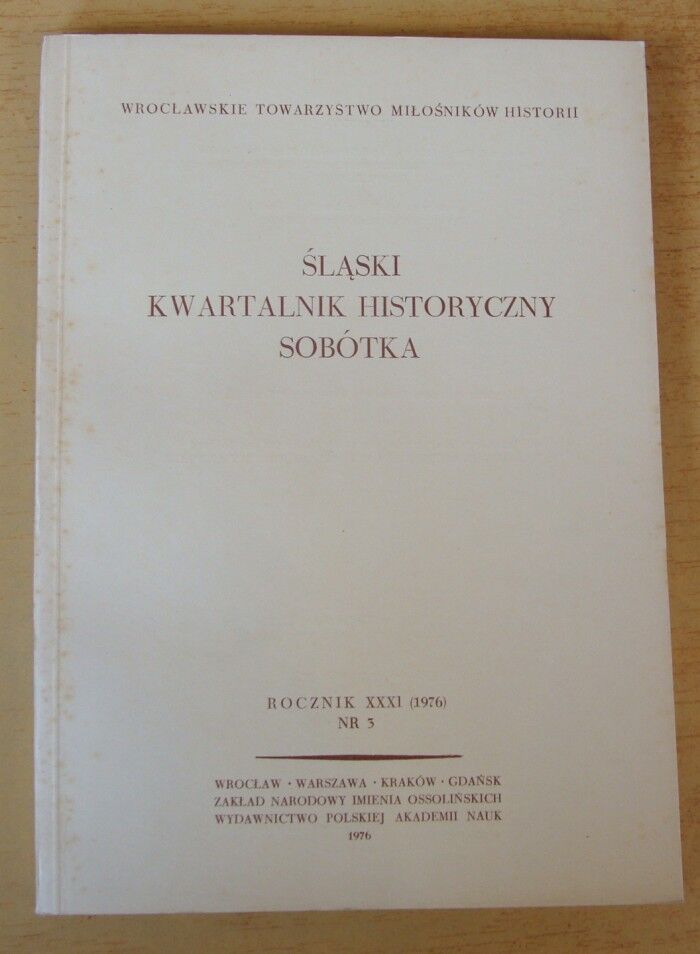 WROCŁAWSKIE TOWARZYSTWO MIŁOŚNIKÓW HISTORII
ŚLĄSKI
KWARTALNIK HISTORYCZNY
SOBÓTKA
ROCZNIK XXXI (1976)
NR 3
WROCŁAW · WARSZAWA · KRAKÓW · GDAŃSK
ZAKŁAD NARODOWY IMIENIA OSSOLIŃSKICH
WYDAWNICTWO POLSKIEJ AKADEMII NAUK
1976